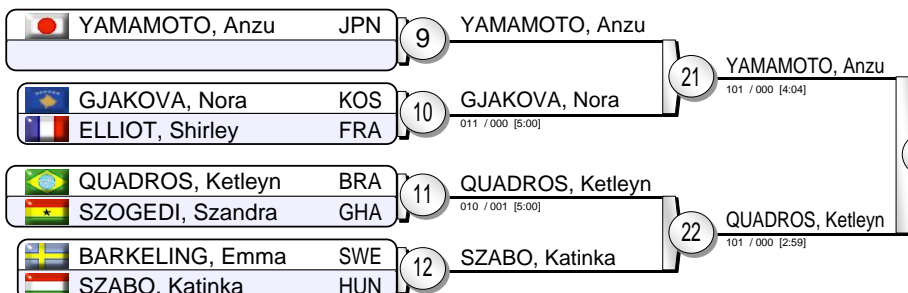 YAMAMOTO, Anzu JPN
9
YAMAMOTO, Anzu
GJAKOVA, Nora KOS
ELLIOT, Shirley FRA
10
GJAKOVA, Nora
011 / 000 [5:00]
21
YAMAMOTO, Anzu
101 / 000 [4:04]
QUADROS, Ketleyn BRA
SZOGEDI, Szandra GHA
11
QUADROS, Ketleyn
010 / 001 [5:00]
BARKELING, Emma SWE
SZABO, Katinka HUN
12
SZABO, Katinka
22
QUADROS, Ketleyn
101 / 000 [2:59]